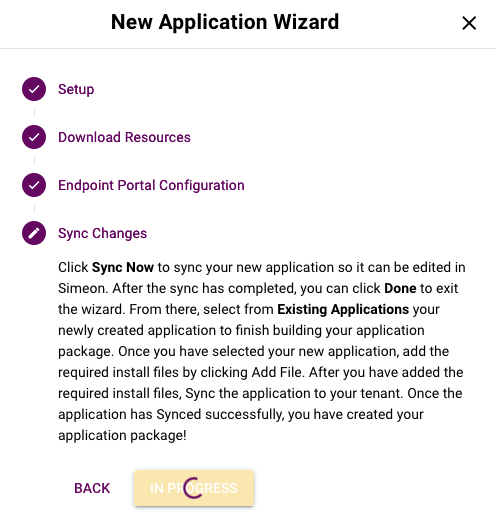 New Application Wizard
Setup
Download Resources
Endpoint Portal Configuration
Sync Changes
Click Sync Now to sync your new application so it can be edited in
Simeon. After the sync has completed, you can click Done to exit
the wizard. From there, select from Existing Applications your
newly created application to finish building your application
package. Once you have selected your new application, add the
required install files by clicking Add File. After you have added the
required install files, Sync the application to your tenant. Once the
application has Synced successfully, you have created your
application package!
BACK
IN PROGRESS